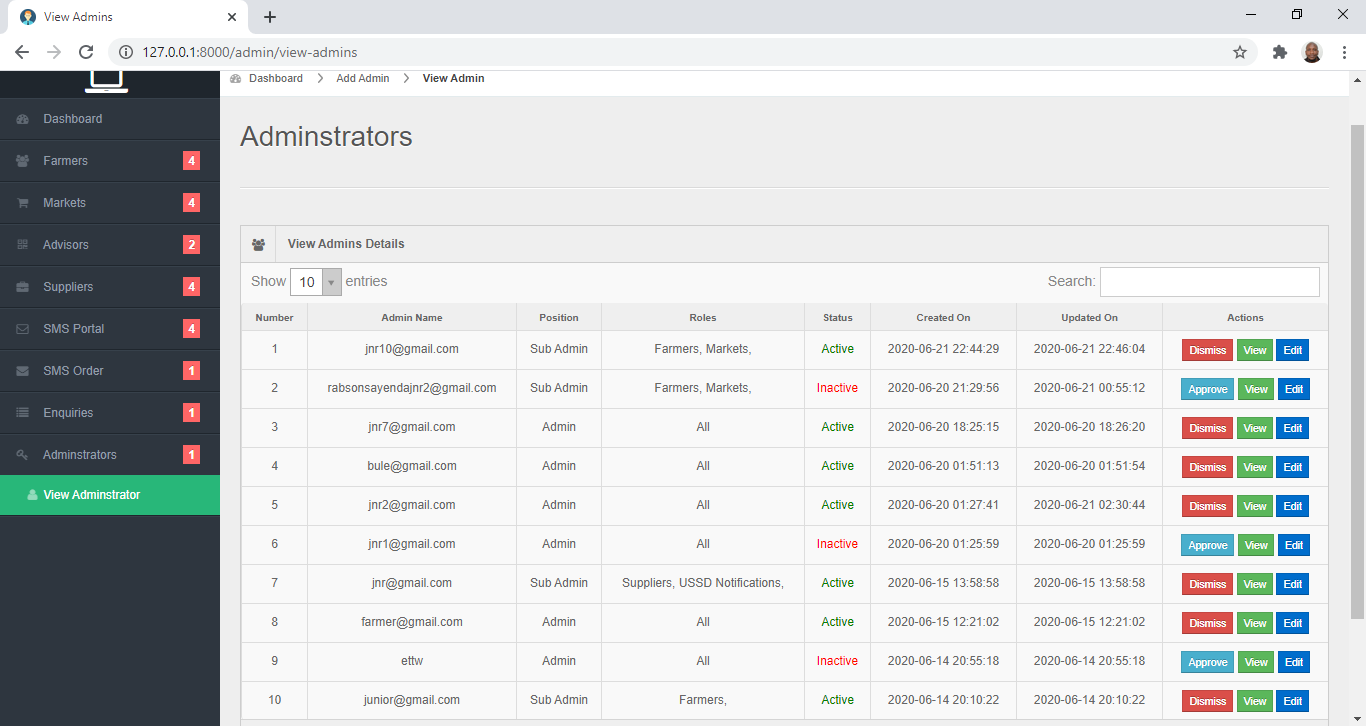 View Admins
127.0.0.1:8000/admin/view-admins
Dashboard Add Admin View Admin
Dashboard
Farmers 4
Markets 4
Advisors 2
Suppliers 4
SMS Portal 4
SMS Order 1
Enquiries 1
Adminstrators 1
View Adminstrator
Adminstrators
View Admins Details
Show 10 entries Search:
Number Admin Name Position Roles Status Created On Updated On Actions
1 jnr10@gmail.com Sub Admin Farmers, Markets, Active 2020-06-21 22:44:29 2020-06-21 22:46:04 Dismiss View Edit
2 rabsonsayendajnr2@gmail.com Sub Admin Farmers, Markets, Inactive 2020-06-20 21:29:56 2020-06-21 00:55:12 Approve View Edit
3 jnr7@gmail.com Admin All Active 2020-06-20 18:25:15 2020-06-20 18:26:20 Dismiss View Edit
4 bule@gmail.com Admin All Active 2020-06-20 01:51:13 2020-06-20 01:51:54 Dismiss View Edit
5 jnr2@gmail.com Admin All Active 2020-06-20 01:27:41 2020-06-21 02:30:44 Dismiss View Edit
6 jnr1@gmail.com Admin All Inactive 2020-06-20 01:25:59 2020-06-20 01:25:59 Approve View Edit
7 jnr@gmail.com Sub Admin Suppliers, USSD Notifications, Active 2020-06-15 13:58:58 2020-06-15 13:58:58 Dismiss View Edit
8 farmer@gmail.com Admin All Active 2020-06-15 12:21:02 2020-06-15 12:21:02 Dismiss View Edit
9 ettw Admin All Inactive 2020-06-14 20:55:18 2020-06-14 20:55:18 Approve View Edit
10 junior@gmail.com Sub Admin Farmers, Active 2020-06-14 20:10:22 2020-06-14 20:10:22 Dismiss View Edit